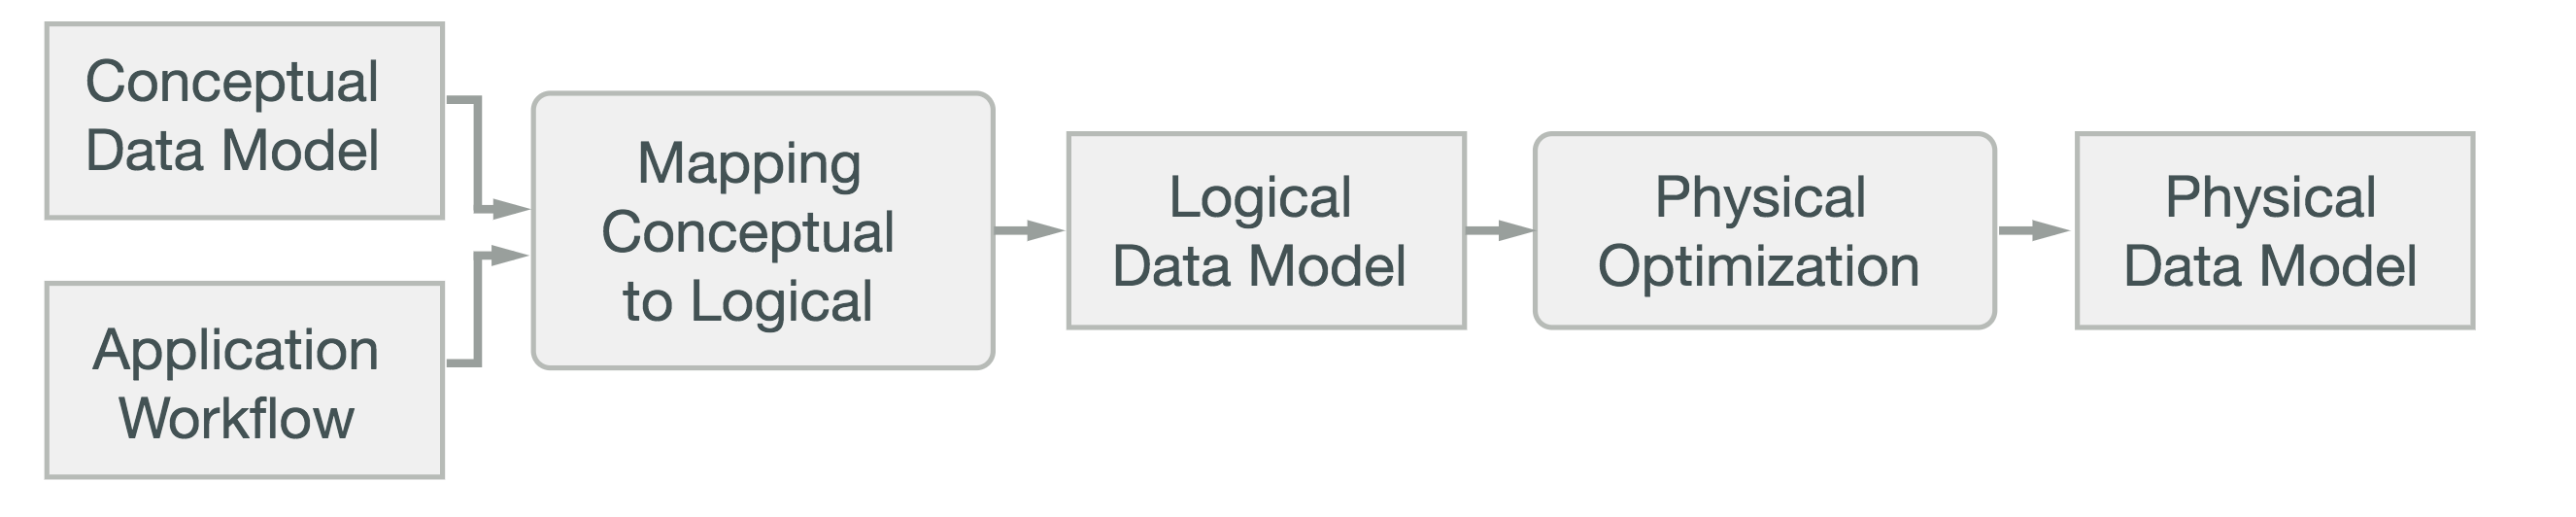 Conceptual
Data Model
Application
Workflow
Mapping
Conceptual
to Logical
Logical
Data Model
Physical
Optimization
Physical
Data Model